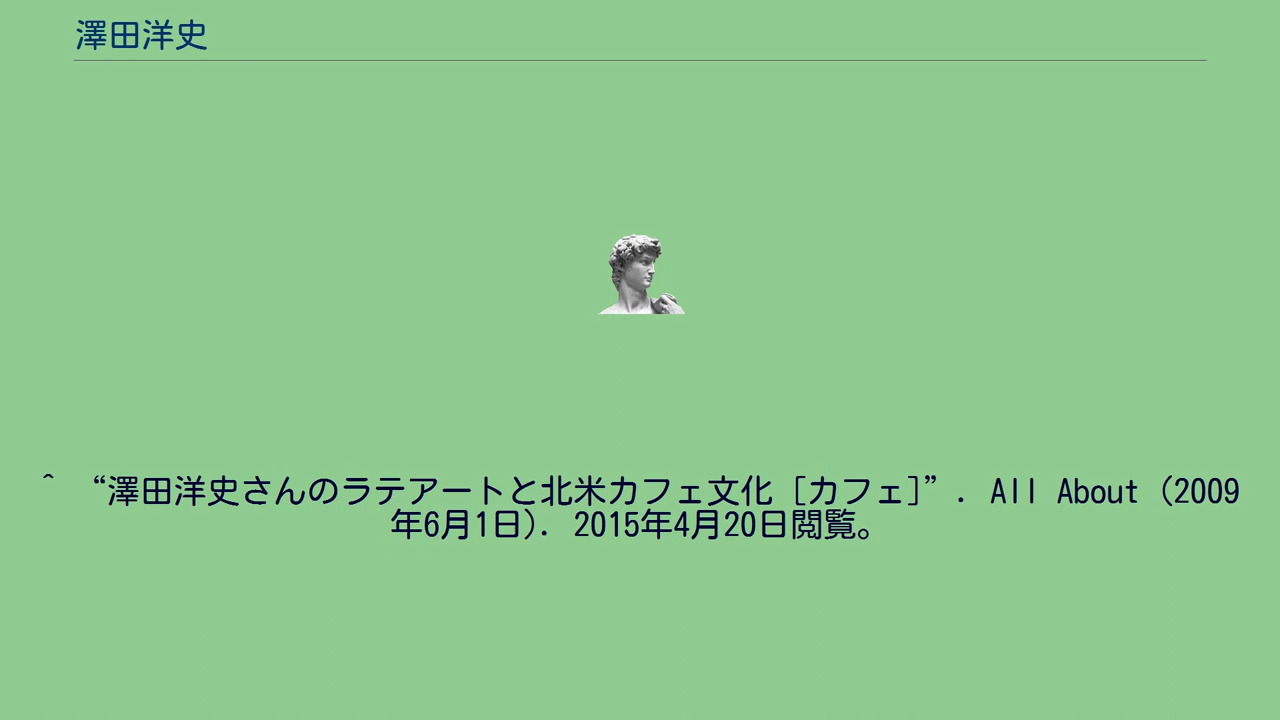 澤田洋史
^ “澤田洋史さんのラテアートと北米カフェ文化 [カフェ]”. All About (2009
年6月1日). 2015年4月20日閲覧。